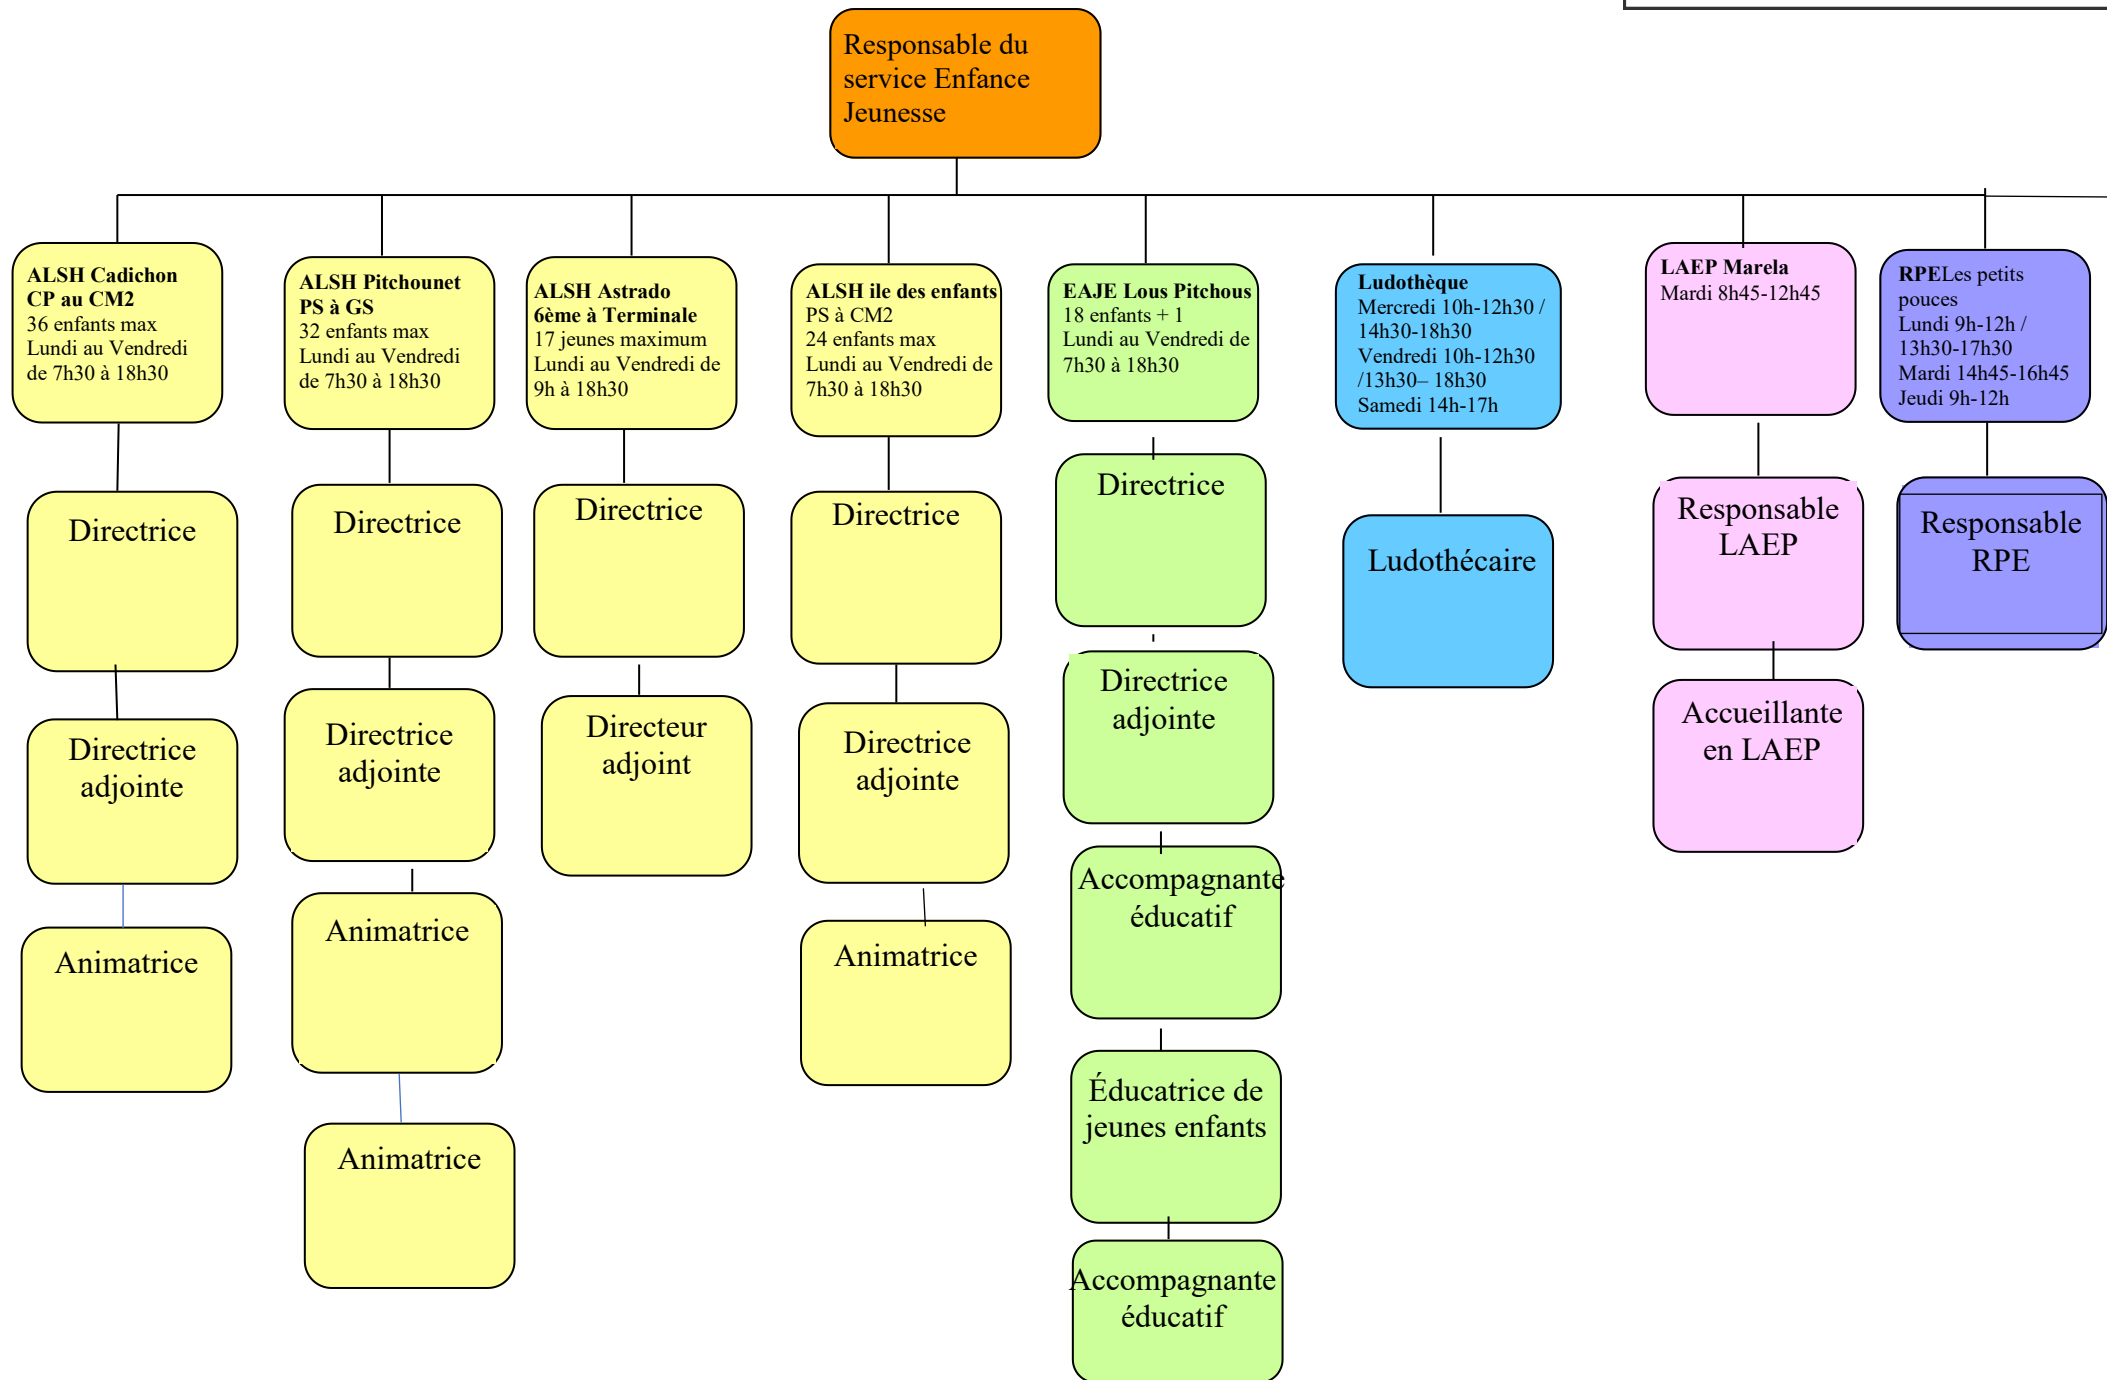 Responsable du
service Enfance
Jeunesse
ALSH Cadichon
CP au CM2
36 enfants max
Lundi au Vendredi
de 7h30 à 18h30
ALSH Pitchounet
PS à GS
32 enfants max
Lundi au Vendredi
de 7h30 à 18h30
ALSH Astrado
6ème à Terminale
17 jeunes maximum
Lundi au Vendredi de
9h à 18h30
ALSH ile des enfants
PS à CM2
24 enfants max
Lundi au Vendredi de
7h30 à 18h30
EAJE Lous Pitchous
18 enfants + 1
Lundi au Vendredi de
7h30 à 18h30
Ludothèque
Mercredi 10h-12h30 /
14h30-18h30
Vendredi 10h-12h30
/13h30– 18h30
Samedi 14h-17h
LAEP Marela
Mardi 8h45-12h45
RPELes petits
pouces
Lundi 9h-12h /
13h30-17h30
Mardi 14h45-16h45
Jeudi 9h-12h
Directrice
Directrice
Directrice
Directrice
Directrice
Ludothécaire
Responsable
LAEP
Responsable
RPE
Directrice
adjointe
Directrice
adjointe
Directeur
adjoint
Directrice
adjointe
Directrice
adjointe
Accueillante
en LAEP
Animatrice
Animatrice
Animatrice
Accompagnante
éducatif
Animatrice
Éducatrice de
jeunes enfants
Accompagnante
éducatif